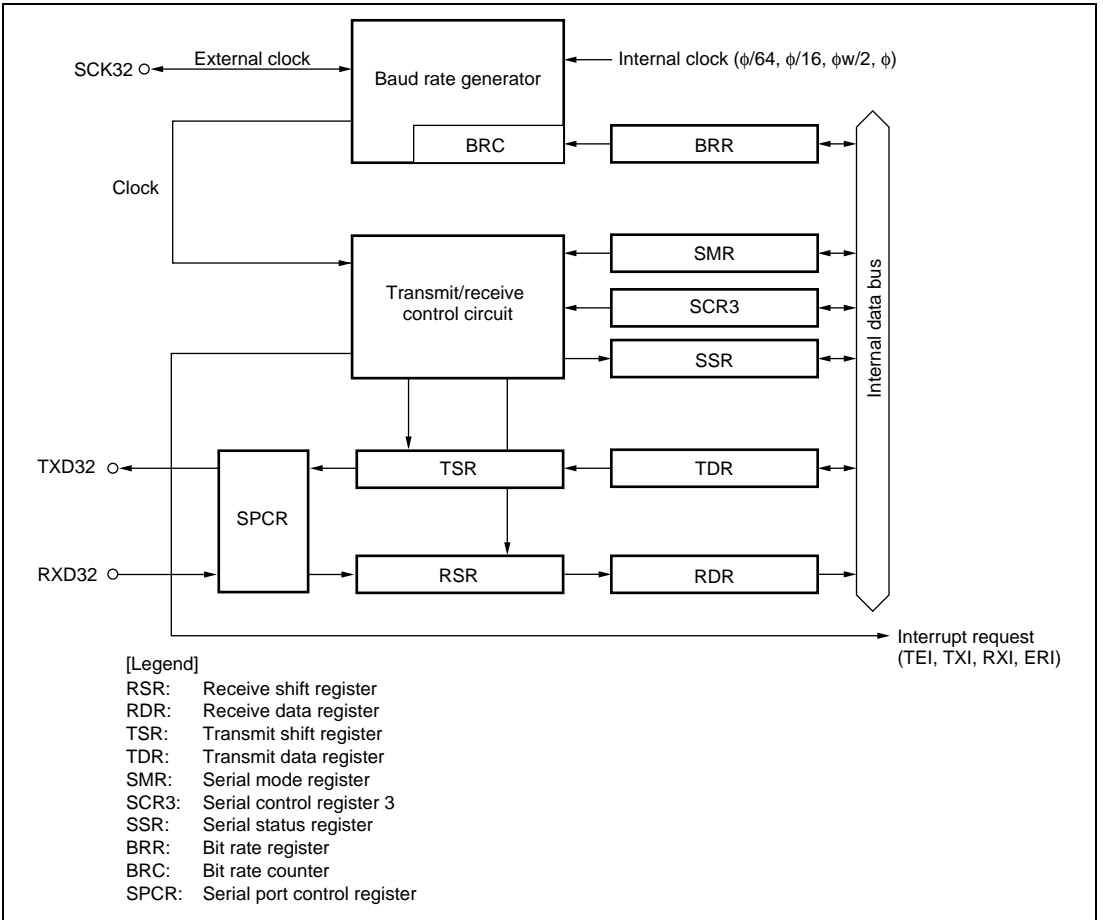 SCK32
External clock
Baud rate generator
Internal clock (ϕ/64, ϕ/16, ϕw/2, ϕ)
BRC
BRR
Clock
Transmit/receive
control circuit
SMR
SCR3
SSR
Internal data bus
TXD32
SPCR
TSR
TDR
RXD32
RSR
RDR
Interrupt request
(TEI, TXI, RXI, ERI)
[Legend]
RSR: Receive shift register
RDR: Receive data register
TSR: Transmit shift register
TDR: Transmit data register
SMR: Serial mode register
SCR3: Serial control register 3
SSR: Serial status register
BRR: Bit rate register
BRC: Bit rate counter
SPCR: Serial port control register